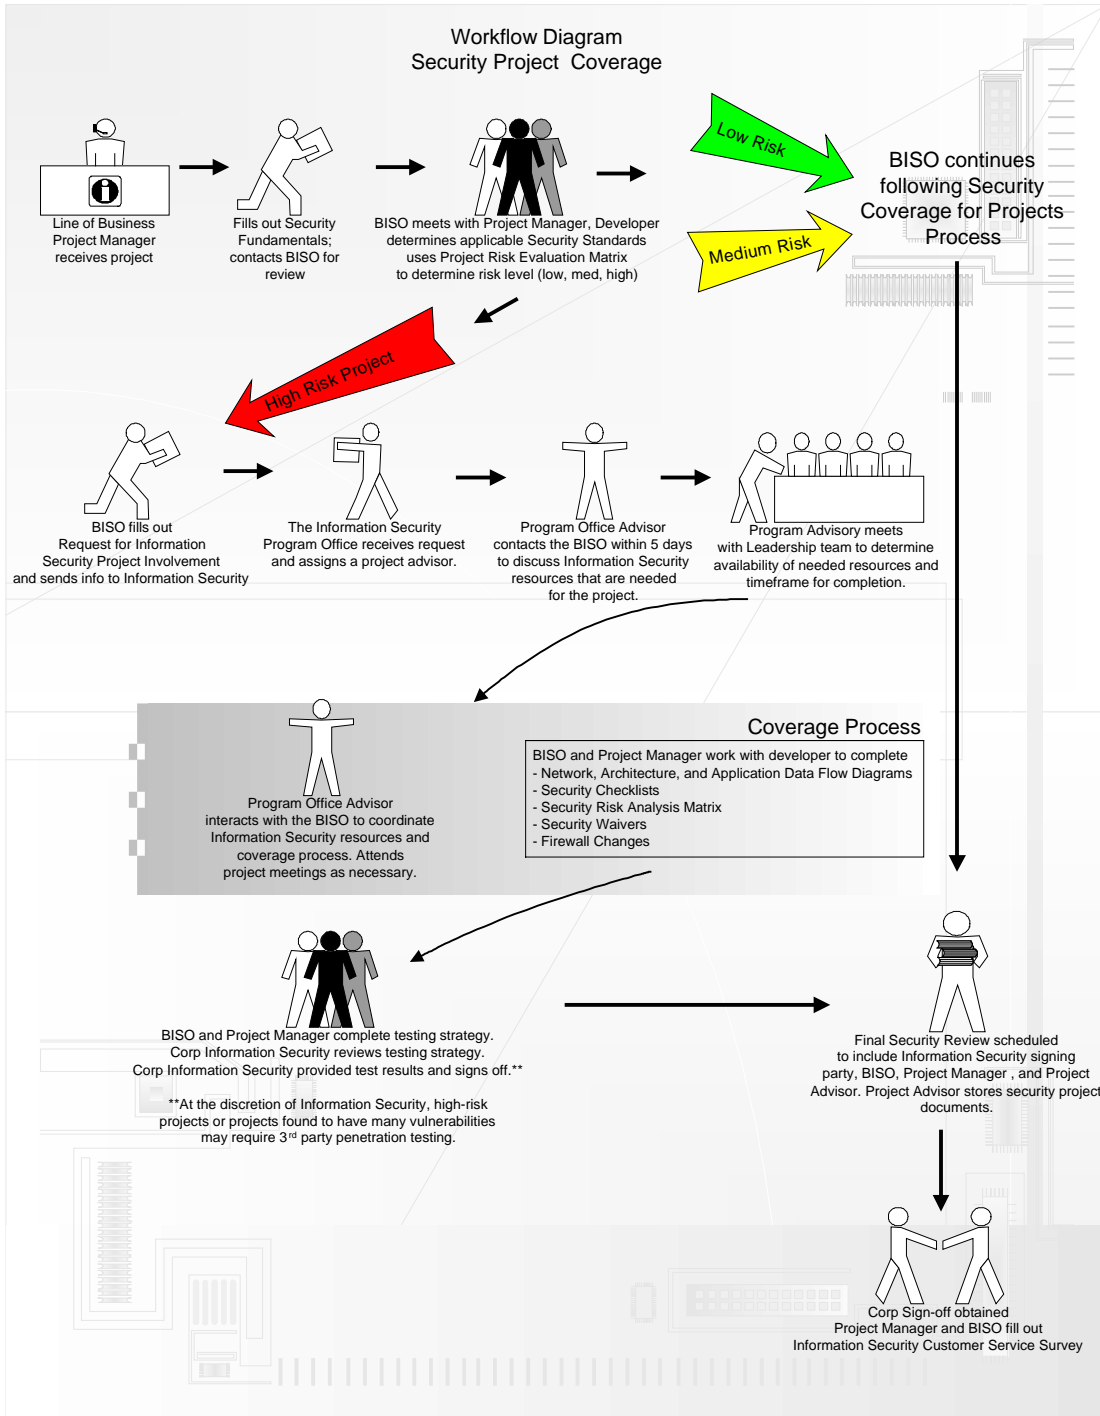 Workflow Diagram
Security Project Coverage
Line of Business
Project Manager
receives project
Fills out Security
Fundamentals;
contacts BISO for
review
BISO meets with Project Manager, Developer
determines applicable Security Standards
uses Project Risk Evaluation Matrix
to determine risk level (low, med, high)
Low Risk
Medium Risk
BISO continues
following Security
Coverage for Projects
Process
High Risk Project
BISO fills out
Request for Information
Security Project Involvement
and sends info to Information Security
The Information Security
Program Office receives request
and assigns a project advisor.
Program Office Advisor
contacts the BISO within 5 days
to discuss Information Security
resources that are needed
for the project.
Program Advisory meets
with Leadership team to determine
availability of needed resources and
timeframe for completion.
Coverage Process
Program Office Advisor
interacts with the BISO to coordinate
Information Security resources and
coverage process. Attends
project meetings as necessary.
BISO and Project Manager work with developer to complete
- Network, Architecture, and Application Data Flow Diagrams
- Security Checklists
- Security Risk Analysis Matrix
- Security Waivers
- Firewall Changes
BISO and Project Manager complete testing strategy.
Corp Information Security reviews testing strategy.
Corp Information Security provided test results and signs off.**
**At the discretion of Information Security, high-risk
projects or projects found to have many vulnerabilities
may require 3rd party penetration testing.
Final Security Review scheduled
to include Information Security signing
party, BISO, Project Manager , and Project
Advisor. Project Advisor stores security project
documents.
Corp Sign-off obtained
Project Manager and BISO fill out
Information Security Customer Service Survey